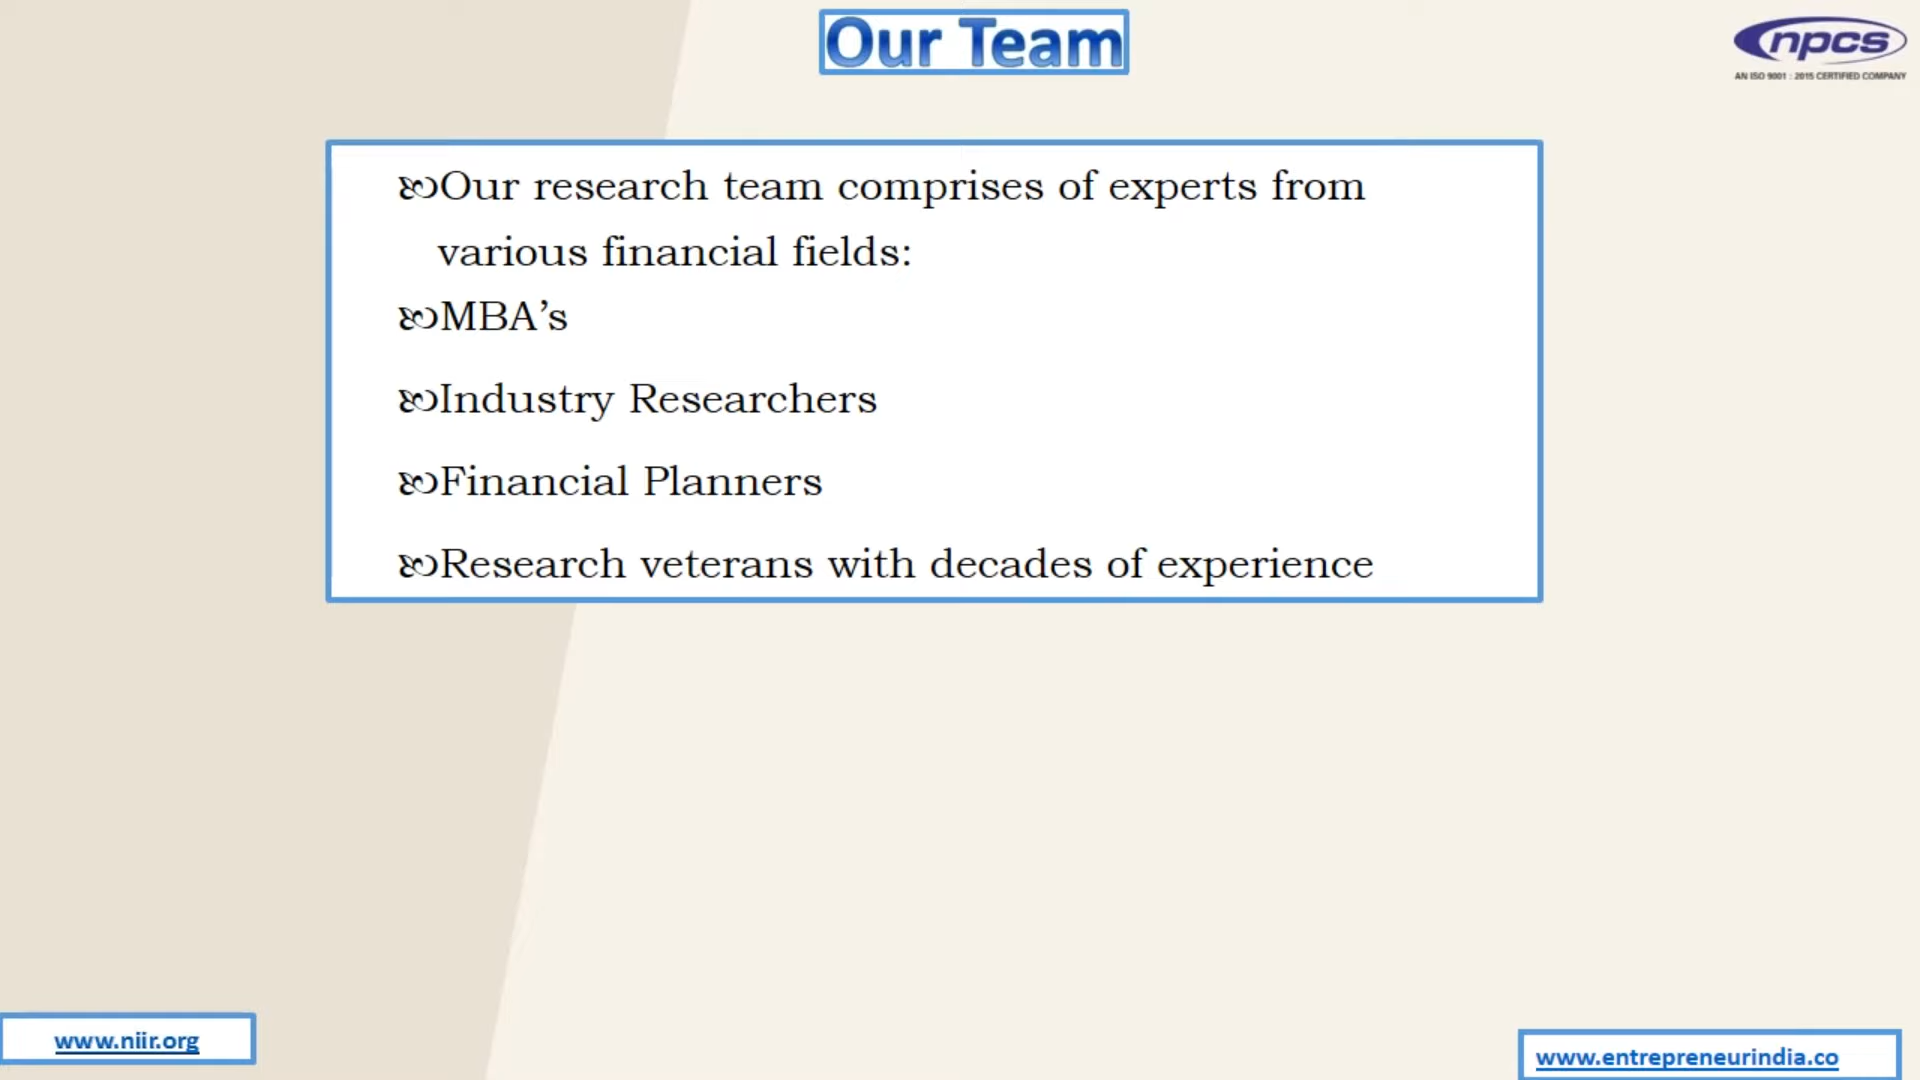 Our Team
npcs
AN ISO 9001 : 2015 CERTIFIED COMPANY
Our research team comprises of experts from
various financial fields:
MBA’s
Industry Researchers
Financial Planners
Research veterans with decades of experience
www.niir.org
www.entrepreneurindia.co